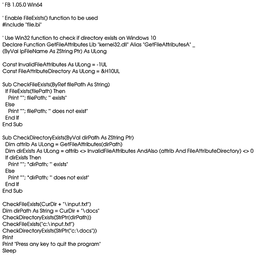 ' FB 1.05.0 Win64
' Enable FileExists() function to be used
#include "file.bi"
' Use Win32 function to check if directory exists on Windows 10
Declare Function GetFileAttributes Lib "kernel32.dll" Alias "GetFileAttributesA" _
(ByVal lpFileName As ZString Ptr) As ULong
Const InvalidFileAttributes As ULong = -1UL
Const FileAttributeDirectory As ULong = &H10UL
Sub CheckFileExists(ByRef filePath As String)
If FileExists(filePath) Then
Print "'"; filePath; "' exists"
Else
Print "'"; filePath; "' does not exist"
End If
End Sub
Sub CheckDirectoryExists(ByVal dirPath As ZString Ptr)
Dim attrib As ULong = GetFileAttributes(dirPath)
Dim dirExists As ULong = attrib <> InvalidFileAttributes AndAlso (attrib And FileAttributeDirectory) <> 0
If dirExists Then
Print "'"; *dirPath; "' exists"
Else
Print "'"; *dirPath; "' does not exist"
End If
End Sub
CheckFileExists(CurDir + "\input.txt")
Dim dirPath As String = CurDir + "\docs"
CheckDirectoryExists(StrPtr(dirPath))
CheckFileExists("c:\input.txt")
CheckDirectoryExists(StrPtr("c:\docs"))
Print
Print "Press any key to quit the program"
Sleep